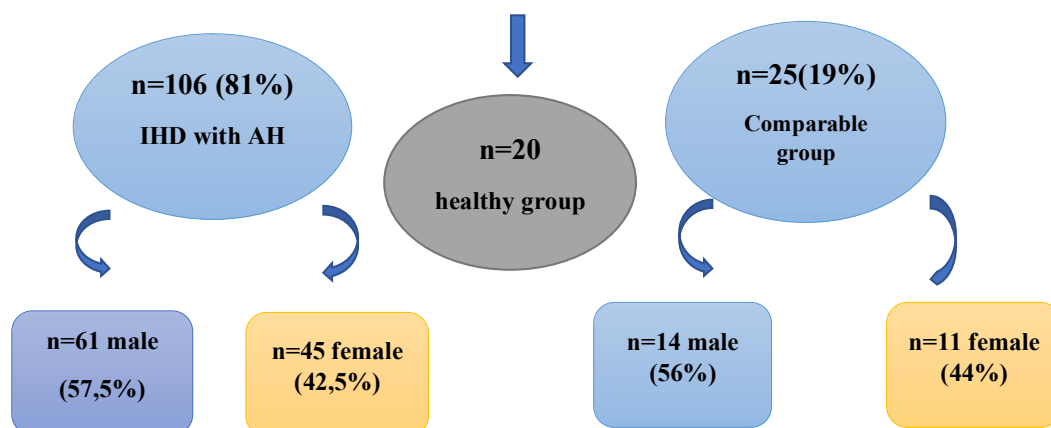 n=106 (81%)
IHD with AH
n=20
healthy group
n=25(19%)
Comparable
group
n=61 male
(57,5%)
n=45 female
(42,5%)
n=14 male
(56%)
n=11 female
(44%)